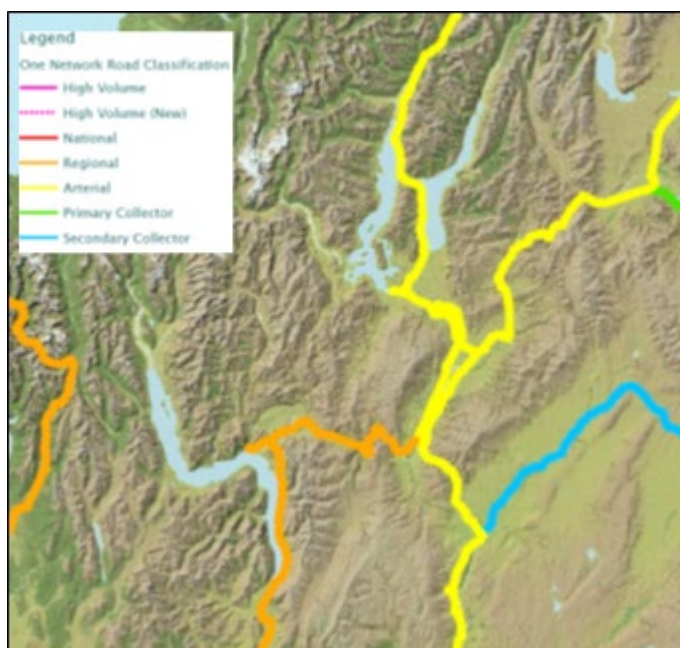 Legend
One Network Road Classification
High Volume
High Volume (New)
National
Regional
Arterial
Primary Collector
Secondary Collector